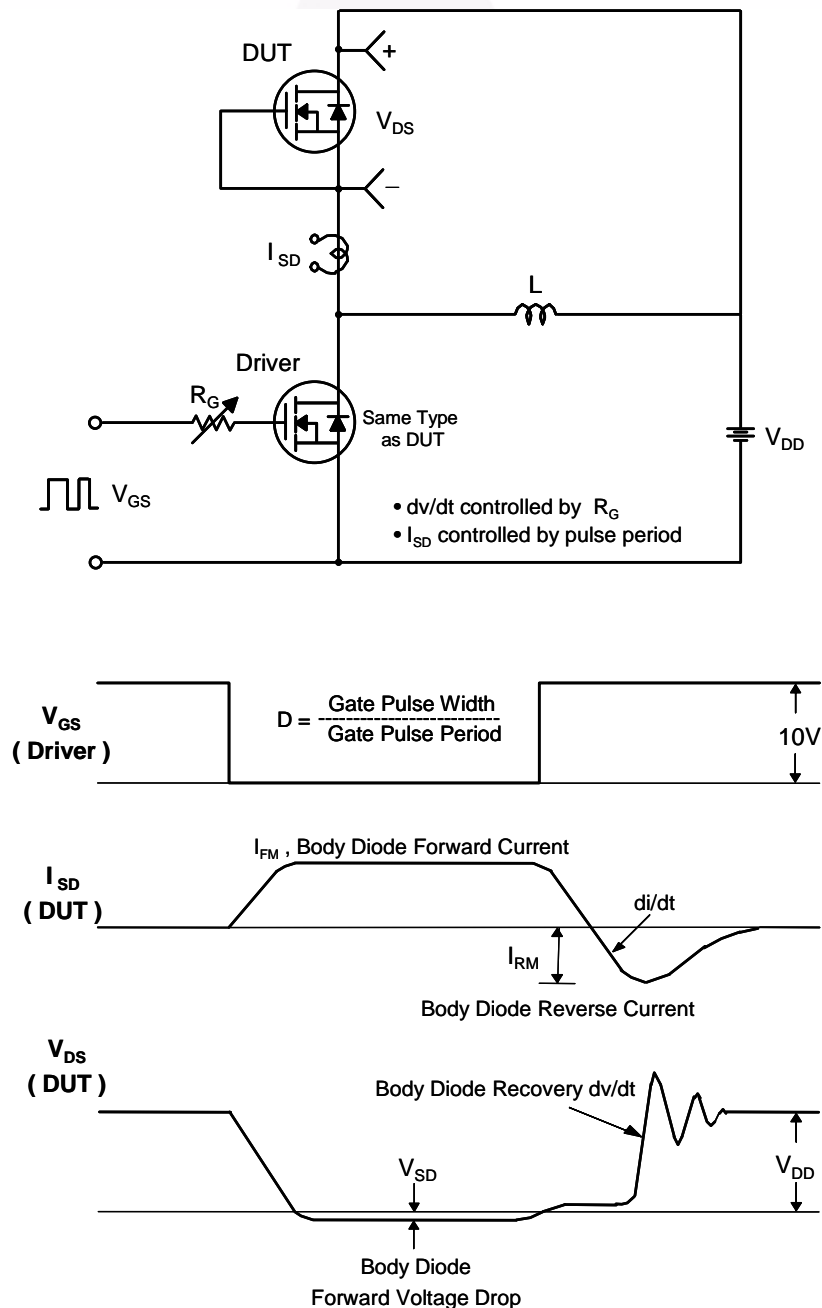 DUT
+
V_DS
–
I_SD
L
Driver
R_G
Same Type
as DUT
V_DD
V_GS
• dv/dt controlled by R_G
• I_SD controlled by pulse period
V_GS
( Driver )
D = Gate Pulse Width
Gate Pulse Period
10V
I_FM , Body Diode Forward Current
I_SD
( DUT )
di/dt
I_RM
Body Diode Reverse Current
V_DS
( DUT )
Body Diode Recovery dv/dt
V_SD
V_DD
Body Diode
Forward Voltage Drop